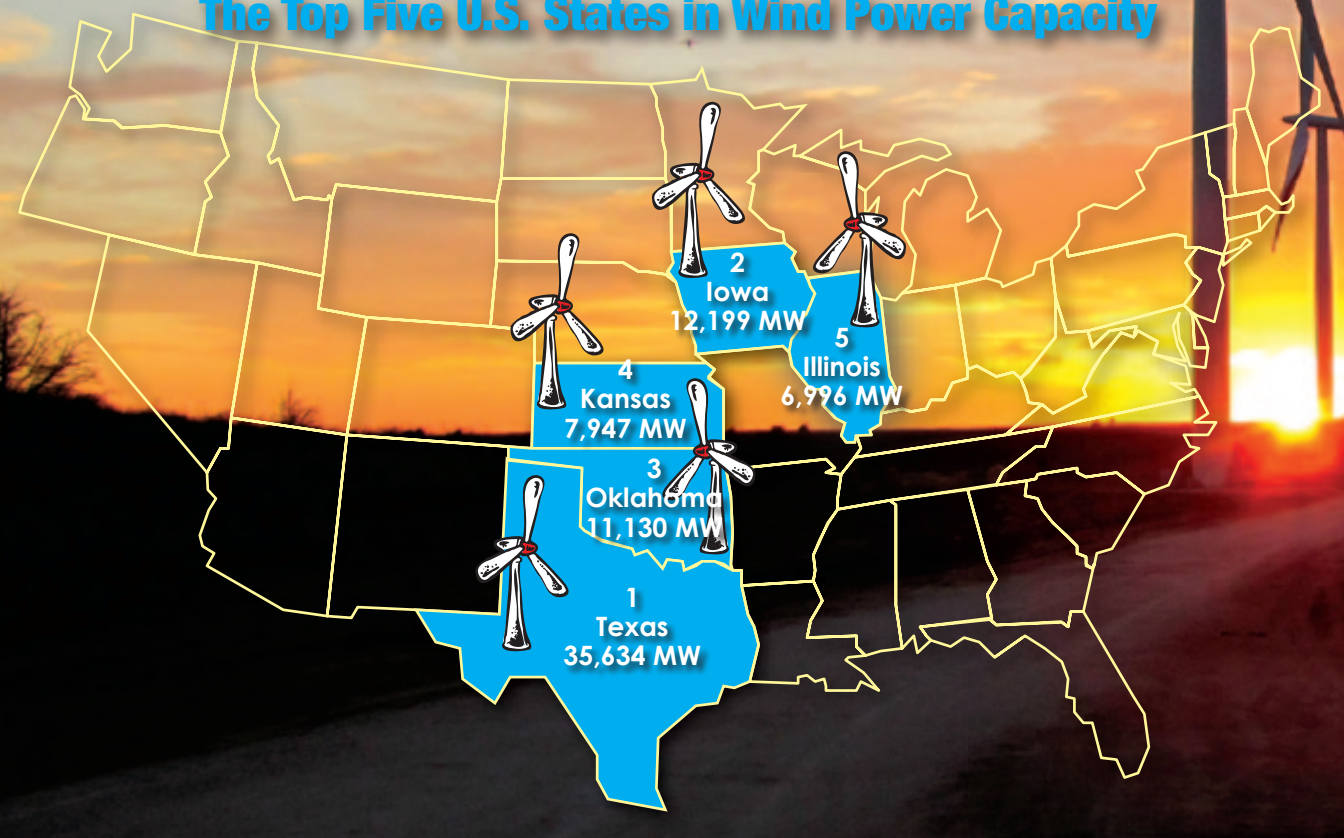 The Top Five U.S. States in Wind Power Capacity
2
Iowa
12,199 MW
5
Illinois
6,996 MW
4
Kansas
7,947 MW
3
Oklahoma
11,130 MW
1
Texas
35,634 MW